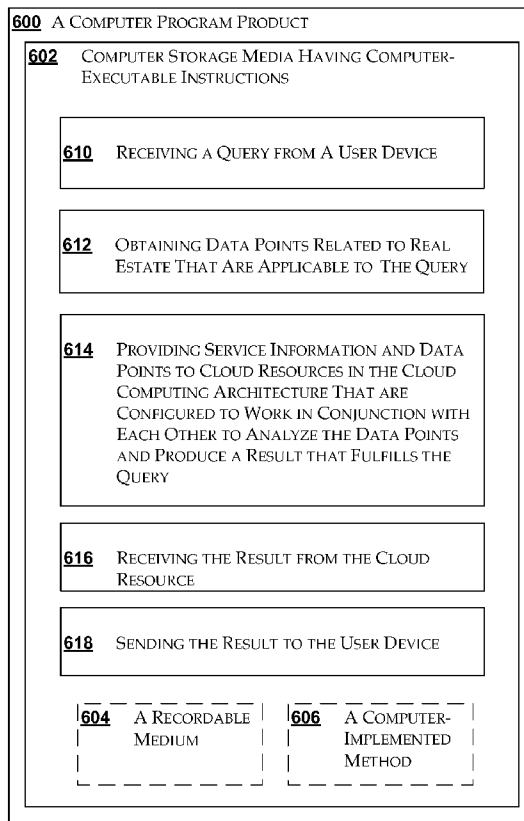 600 A COMPUTER PROGRAM PRODUCT
602 COMPUTER STORAGE MEDIA HAVING COMPUTER-
EXECUTABLE INSTRUCTIONS
610 RECEIVING A QUERY FROM A USER DEVICE
612 OBTAINING DATA POINTS RELATED TO REAL
ESTATE THAT ARE APPLICABLE TO THE QUERY
614 PROVIDING SERVICE INFORMATION AND DATA
POINTS TO CLOUD RESOURCES IN THE CLOUD
COMPUTING ARCHITECTURE THAT ARE
CONFIGURED TO WORK IN CONJUNCTION WITH
EACH OTHER TO ANALYZE THE DATA POINTS
AND PRODUCE A RESULT THAT FULFILLS THE
QUERY
616 RECEIVING THE RESULT FROM THE CLOUD
RESOURCE
618 SENDING THE RESULT TO THE USER DEVICE
604 A RECORDABLE
MEDIUM
606 A COMPUTER-
IMPLEMENTED
METHOD